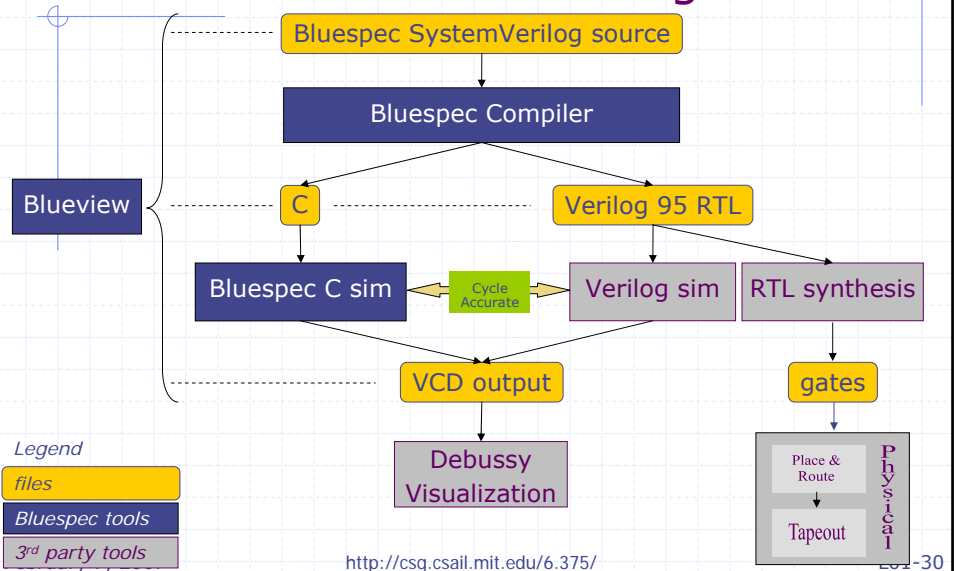 Bluespec SystemVerilog source
Bluespec Compiler
Blueview
C
Verilog 95 RTL
Bluespec C sim
Cycle
Accurate
Verilog sim
RTL synthesis
VCD output
gates
Debussy
Visualization
Place &
Route
Tapeout
Physical
Legend
files
Bluespec tools
3rd party tools
http://csg.csail.mit.edu/6.375/
L01-30